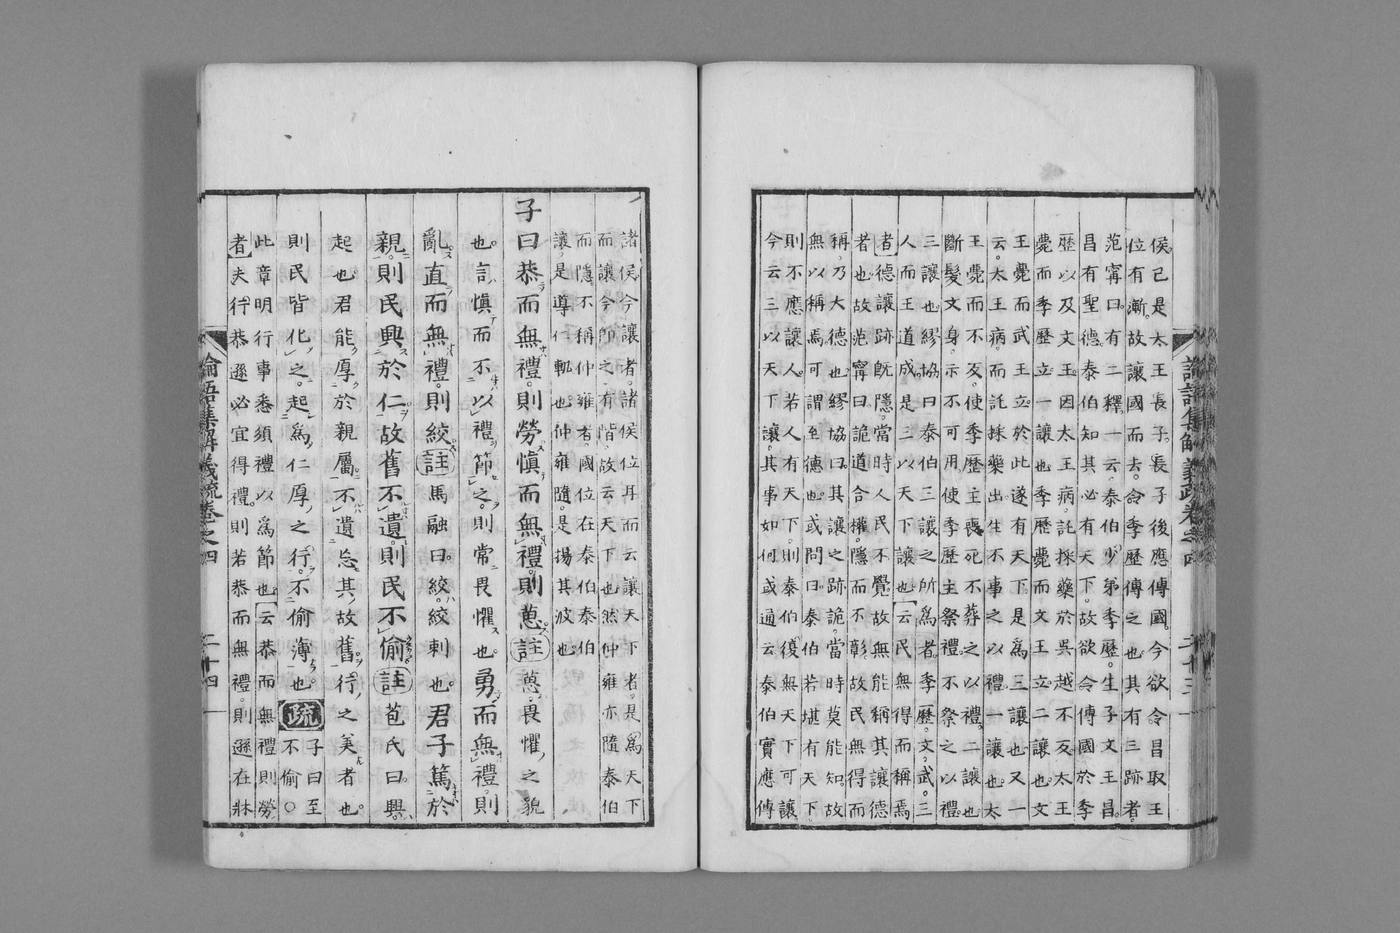 侯已是太王長子長子後應傳國今欲令昌取王
位有漸故讓國而去令季歷傳之也其有三跡者
范甯曰有二釋一云泰伯少弟季歷生子文王昌
昌有聖德泰伯知其必有天下故欲令傳國於季
歷以及文王因太王病託採藥於吳越不反太王
薨而季歷立一讓也季歷薨而文王立二讓也文
王薨而武王立於此遂有天下是爲三讓也又一
云太王病而託採藥出生不事之以禮一讓也太
王薨而不反使季歷主喪死不葬之以禮二讓也
斷髮文身示不可用使季歷主祭禮不祭之以禮
三讓也繆協曰泰伯三讓之所爲者季歷文武三
人而王道成是三以天下讓也云民無得而稱焉
者德讓跡既隱當時人民不覺故無能稱其讓德
者也故范甯曰詭道合權隱而不彰故民無得而
稱乃大德也繆協曰其讓之跡詭當時莫能知故
無以稱焉可謂至德也或問曰泰伯若堪有天下
則不應讓人若人有天下則泰伯復無天下可讓
今云三以天下讓其事如何或通云泰伯實應傳
論語集解義疏卷之四 二十三
諸侯今讓者諸侯位耳而云讓天下者是爲天下
而讓今即之有階故云天下也然仲雍亦隨泰伯
而隱不稱仲雍者國位在泰伯泰伯
讓是導仁軌也仲雍隨是揚其波也
子曰恭而無禮則勞愼而無禮則葸註葸畏懼之貌
也言愼而不以禮節之則常畏懼也勇而無禮則
亂直而無禮則絞註馬融曰絞絞刺也君子篤於
親則民興於仁故舊不遺則民不偷註苞氏曰興
起也君能厚於親屬不遺忘其故舊行之美者也
則民皆化之起爲仁厚之行不偷薄也疏子曰至不偷○
此章明行事悉須禮以爲節也云恭而無禮則勞
者夫行恭遜必宜得禮則若恭而無禮則遜在牀
論語集解義疏卷之四 二十四